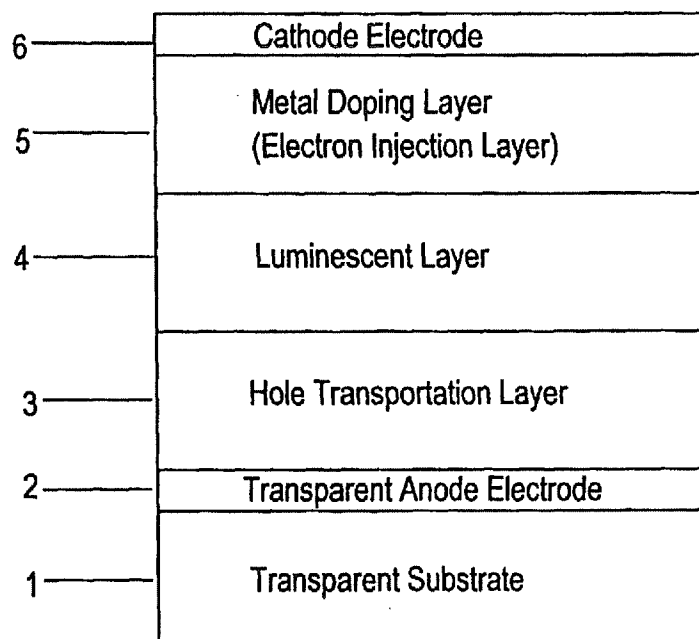 6 Cathode Electrode
5 Metal Doping Layer
(Electron Injection Layer)
4 Luminescent Layer
3 Hole Transportation Layer
2 Transparent Anode Electrode
1 Transparent Substrate